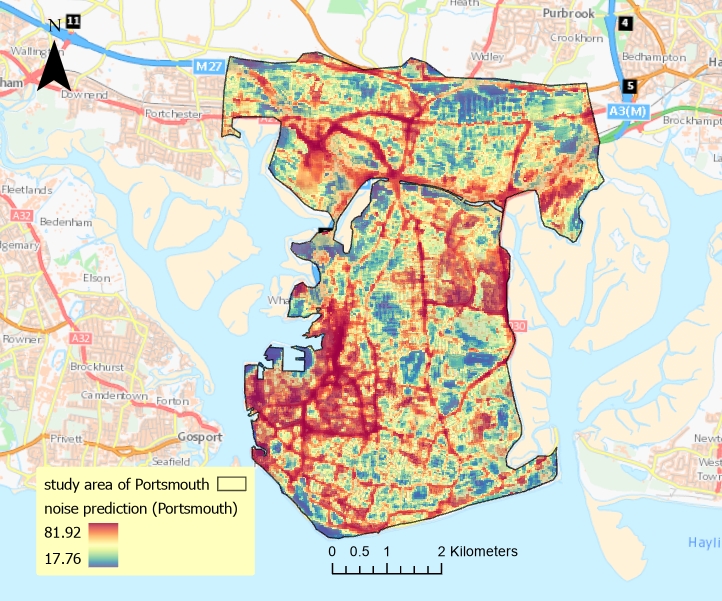 Heath
Purbrook
11
4
N
Crookhorn
Walling
Widley
Bedhampton
M27
ham
5
Downend
A3(M)
Portchester
Brockhampt
Fleetlands
A32
Bedenham
gemary
Elson
Wha
30
Rowner
A32
Brockhurst
Camdentown
Forton
Privett
Gosport
Newt
Seafield
West
Town
study area of Portsmouth
noise prediction (Portsmouth)
81.92
17.76
Hayli
0 0.5 1 2 Kilometers